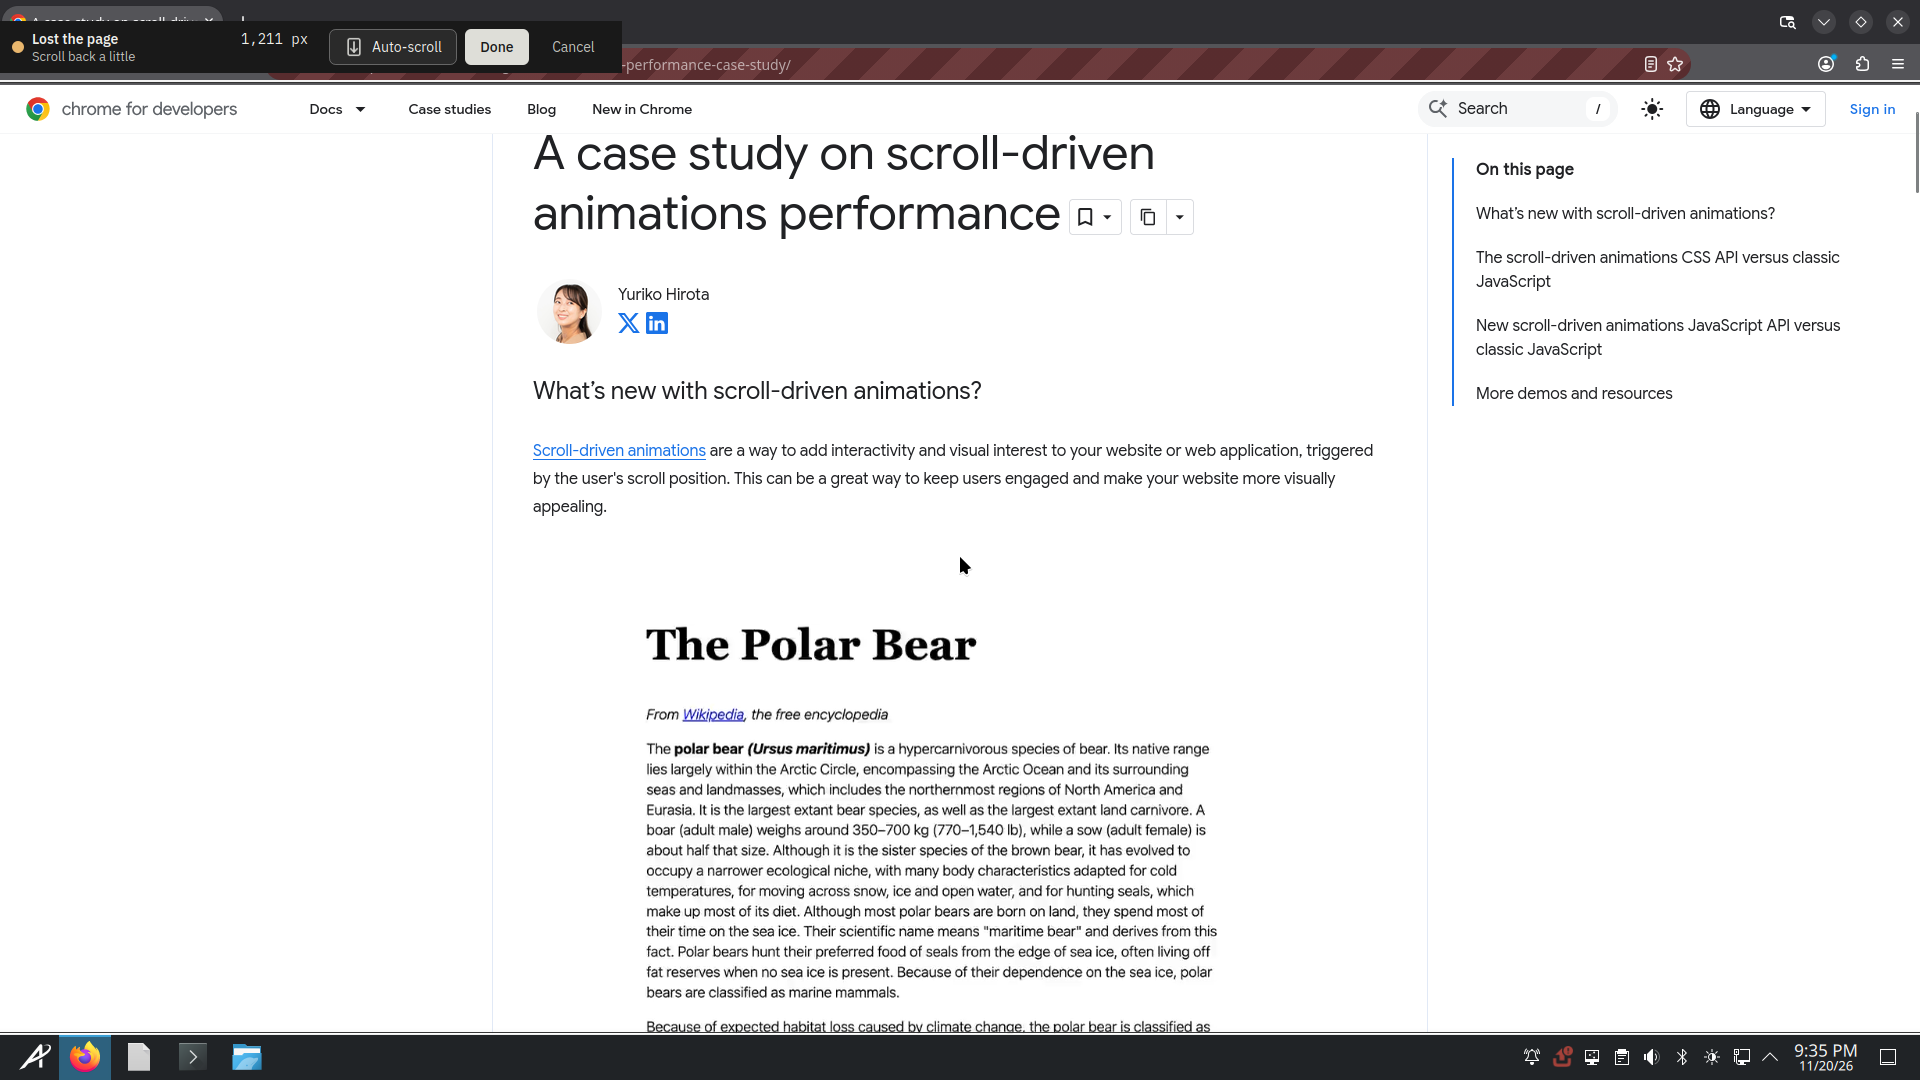 Lost the page
Scroll back a little
1,211 px
Auto-scroll
Done
Cancel
-performance-case-study/
chrome for developers
Docs
Case studies
Blog
New in Chrome
Search
/
Language
Sign in
A case study on scroll-driven
animations performance
Yuriko Hirota
What’s new with scroll-driven animations?
Scroll-driven animations are a way to add interactivity and visual interest to your website or web application, triggered
by the user's scroll position. This can be a great way to keep users engaged and make your website more visually
appealing.
The Polar Bear
From Wikipedia, the free encyclopedia
The polar bear (Ursus maritimus) is a hypercarnivorous species of bear. Its native range
lies largely within the Arctic Circle, encompassing the Arctic Ocean and its surrounding
seas and landmasses, which includes the northernmost regions of North America and
Eurasia. It is the largest extant bear species, as well as the largest extant land carnivore. A
boar (adult male) weighs around 350–700 kg (770–1,540 lb), while a sow (adult female) is
about half that size. Although it is the sister species of the brown bear, it has evolved to
occupy a narrower ecological niche, with many body characteristics adapted for cold
temperatures, for moving across snow, ice and open water, and for hunting seals, which
make up most of its diet. Although most polar bears are born on land, they spend most of
their time on the sea ice. Their scientific name means "maritime bear" and derives from this
fact. Polar bears hunt their preferred food of seals from the edge of sea ice, often living off
fat reserves when no sea ice is present. Because of their dependence on the sea ice, polar
bears are classified as marine mammals.
Because of expected habitat loss caused by climate change, the polar bear is classified as
On this page
What’s new with scroll-driven animations?
The scroll-driven animations CSS API versus classic
JavaScript
New scroll-driven animations JavaScript API versus
classic JavaScript
More demos and resources
9:35 PM
11/20/26